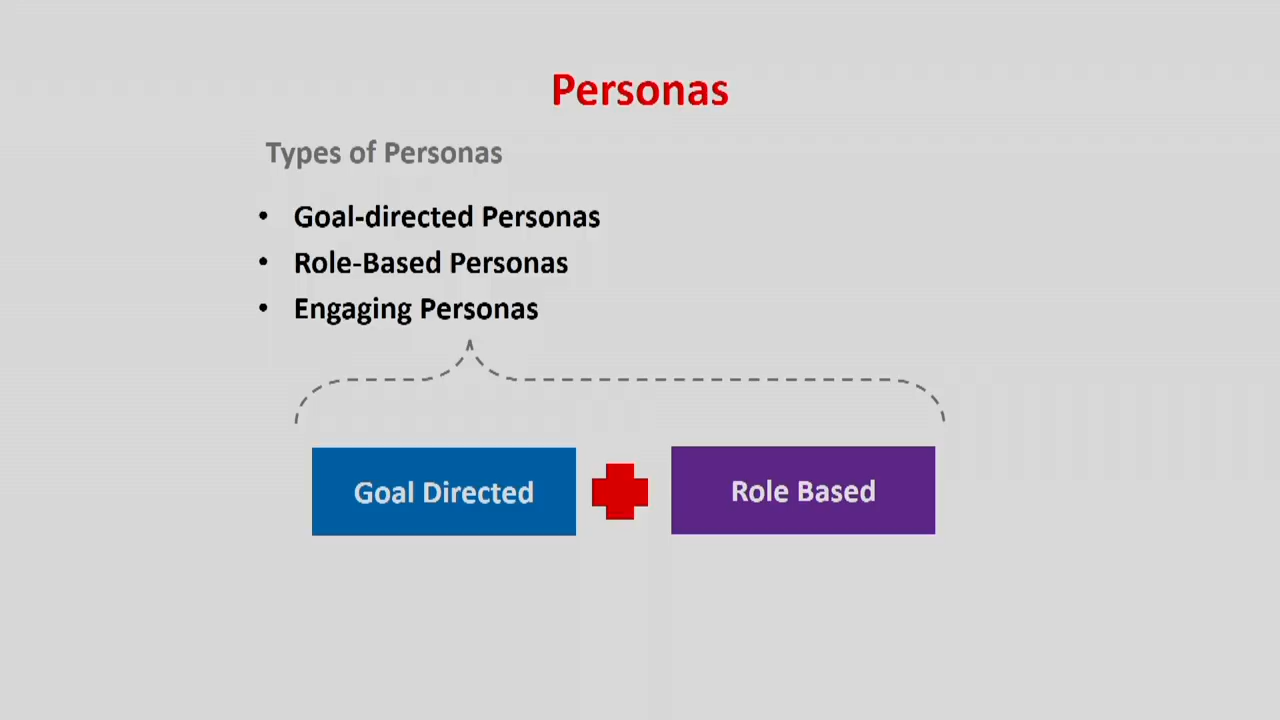 Personas
Types of Personas
• Goal-directed Personas
• Role-Based Personas
• Engaging Personas
Goal Directed
Role Based